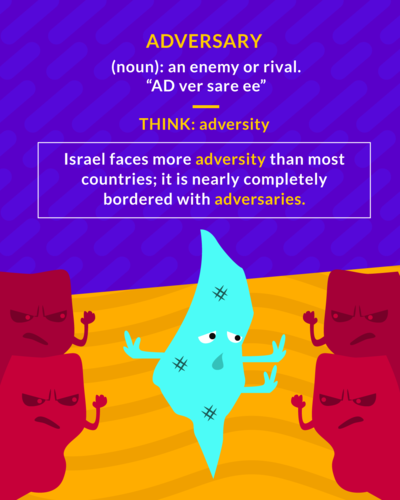 ADVERSARY
(noun): an enemy or rival.
“AD ver sare ee”
THINK: adversity
Israel faces more adversity than most
countries; it is nearly completely
bordered with adversaries.